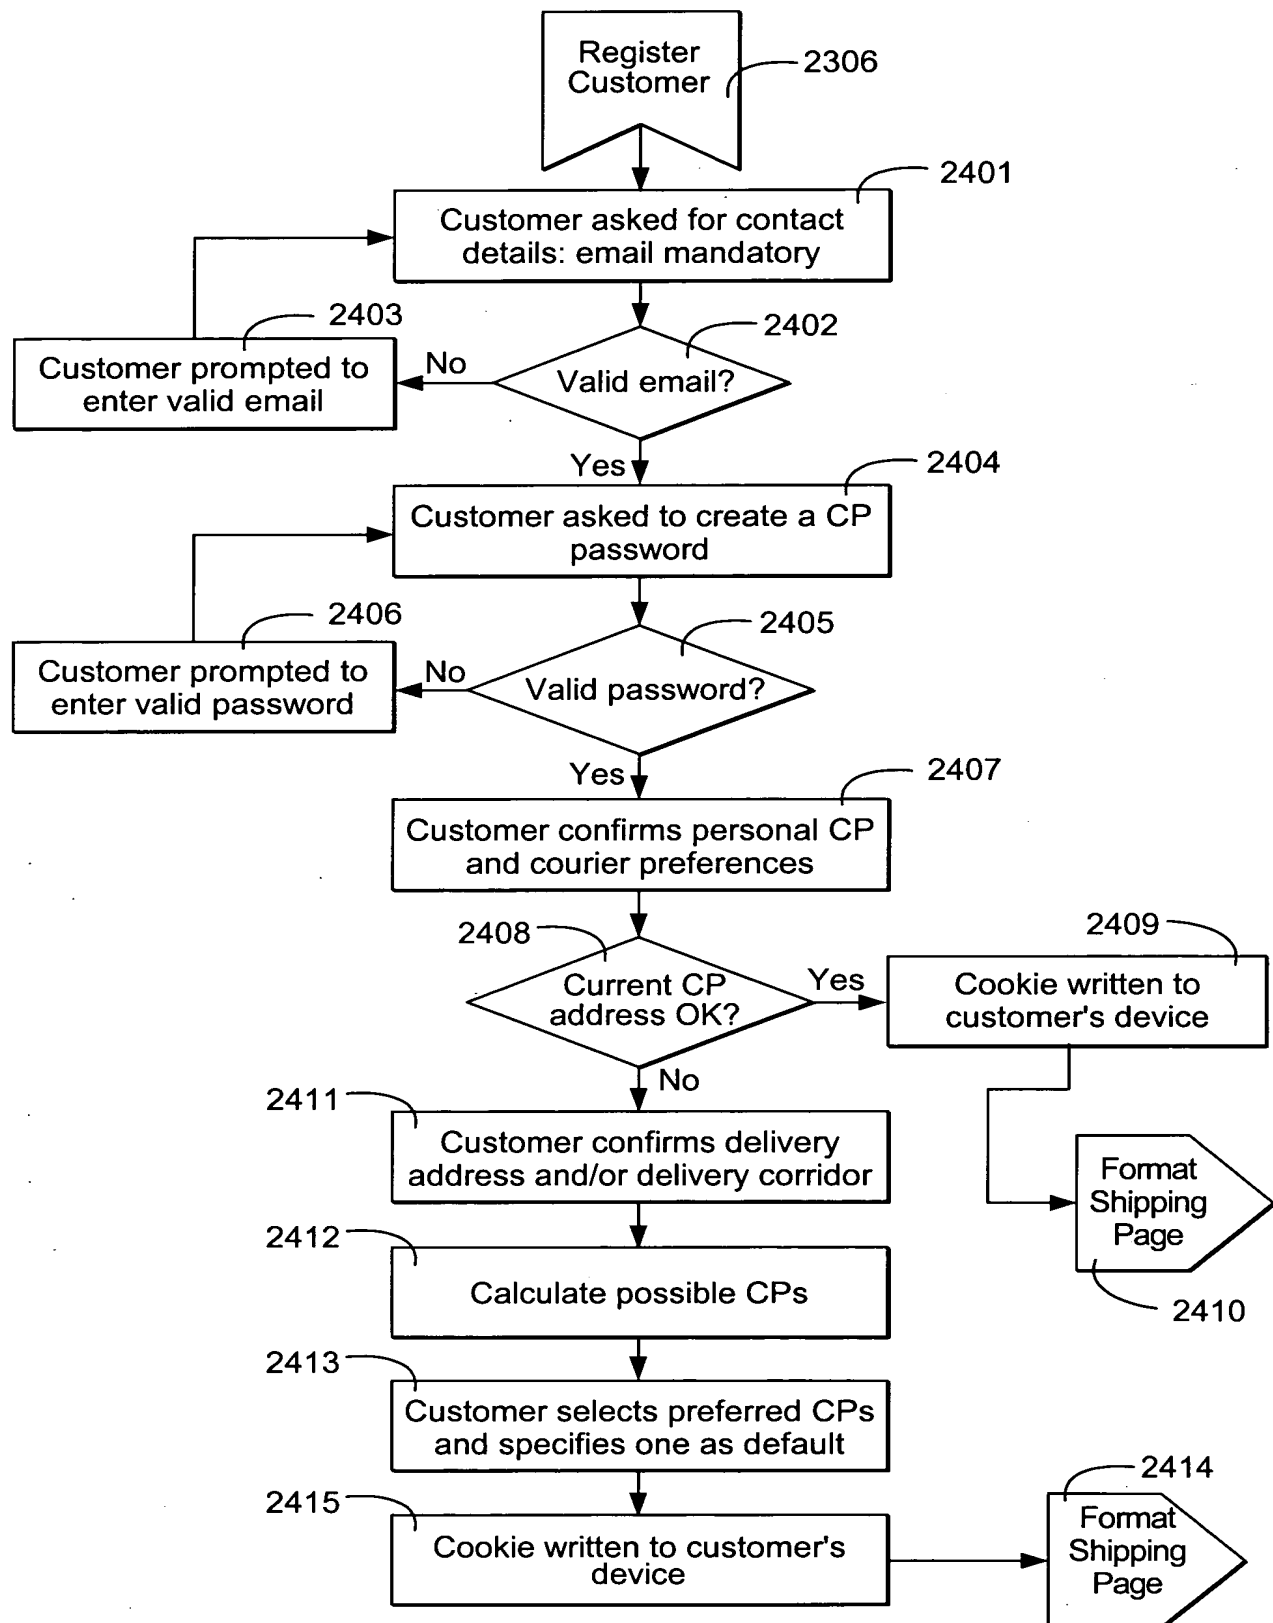 Register
Customer
2306
2401
Customer asked for contact
details: email mandatory
2403
2402
Customer prompted to
enter valid email
No
Valid email?
Yes
2404
Customer asked to create a CP
password
2406
2405
Customer prompted to
enter valid password
No
Valid password?
Yes
2407
Customer confirms personal CP
and courier preferences
2408
2409
Current CP
address OK?
Yes
Cookie written to
customer's device
No
2411
Customer confirms delivery
address and/or delivery corridor
Format
Shipping
Page
2410
2412
Calculate possible CPs
2413
Customer selects preferred CPs
and specifies one as default
2415
2414
Cookie written to customer's
device
Format
Shipping
Page